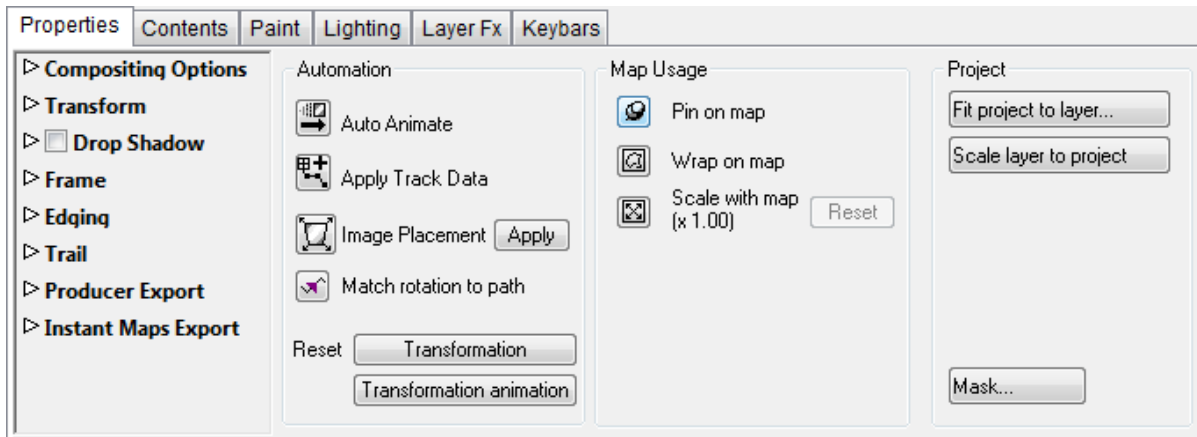 Properties Contents Paint Lighting Layer Fx Keybars
Compositing Options
Transform
Drop Shadow
Frame
Edging
Trail
Producer Export
Instant Maps Export
Automation
Auto Animate
Apply Track Data
Image Placement Apply
Match rotation to path
Reset Transformation
Transformation animation
Map Usage
Pin on map
Wrap on map
Scale with map
(x 1.00) Reset
Project
Fit project to layer...
Scale layer to project
Mask...